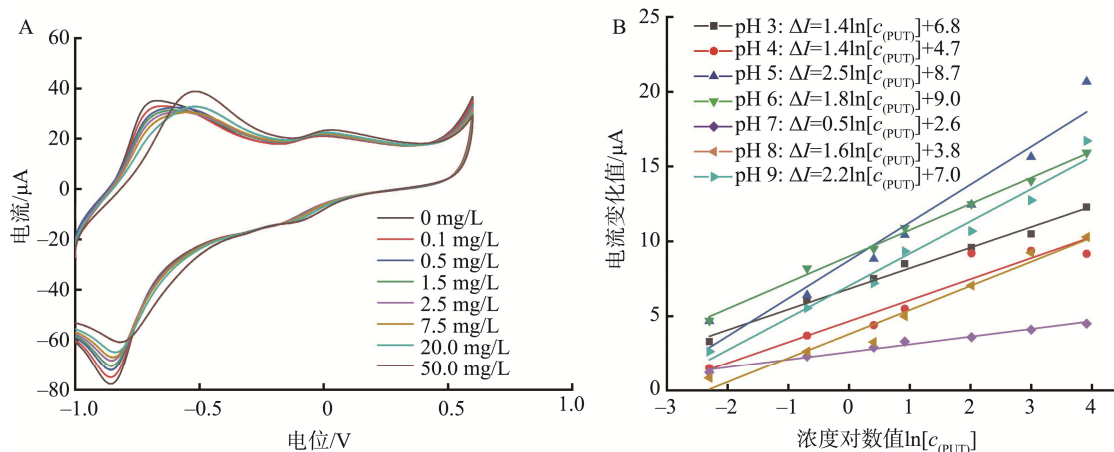 A
60
40
20
0
−20
−40
−60
−80
电流/μA
−1.0
−0.5
0
0.5
1.0
电位/V
0 mg/L
0.1 mg/L
0.5 mg/L
1.5 mg/L
2.5 mg/L
7.5 mg/L
20.0 mg/L
50.0 mg/L
B
25
20
15
10
5
0
电流变化值/μA
−3
−2
−1
0
1
2
3
4
浓度对数值ln[c(PUT)]
pH 3: ΔI=1.4ln[c(PUT)]+6.8
pH 4: ΔI=1.4ln[c(PUT)]+4.7
pH 5: ΔI=2.5ln[c(PUT)]+8.7
pH 6: ΔI=1.8ln[c(PUT)]+9.0
pH 7: ΔI=0.5ln[c(PUT)]+2.6
pH 8: ΔI=1.6ln[c(PUT)]+3.8
pH 9: ΔI=2.2ln[c(PUT)]+7.0